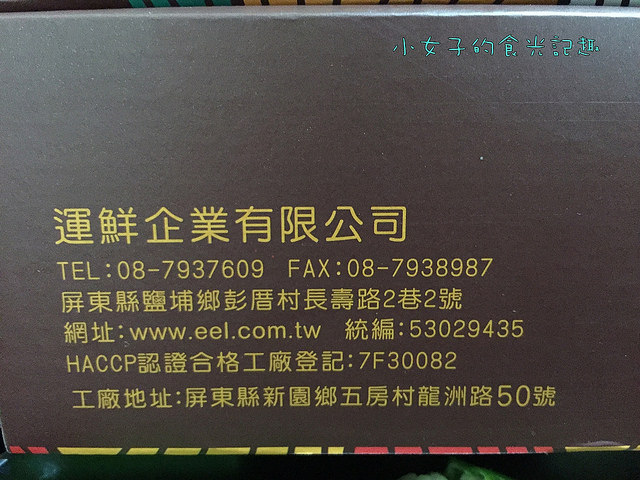 小女子的食光記趣
運鮮企業有限公司
TEL:08-7937609 FAX:08-7938987
屏東縣鹽埔鄉彭厝村長壽路2巷2號
網址:www.eel.com.tw 統編:53029435
HACCP認證合格工廠登記:7F30082
工廠地址:屏東縣新園鄉五房村龍洲路50號